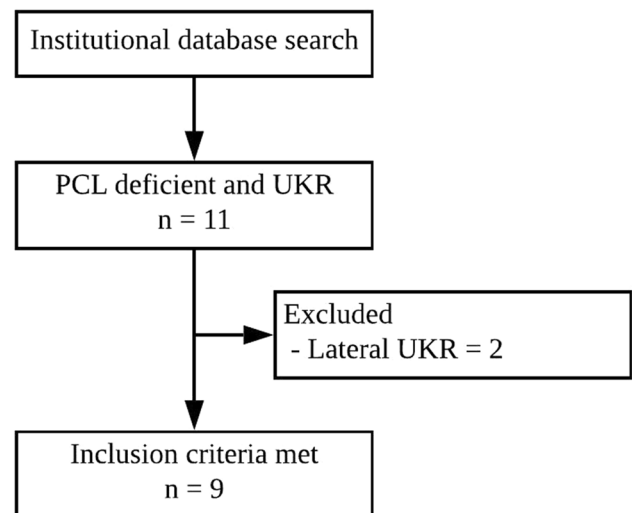 Institutional database search
PCL deficient and UKR
n = 11
Excluded
- Lateral UKR = 2
Inclusion criteria met
n = 9